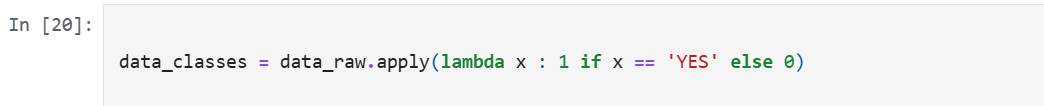 In [20]:
data_classes = data_raw.apply(lambda x : 1 if x == 'YES' else 0)